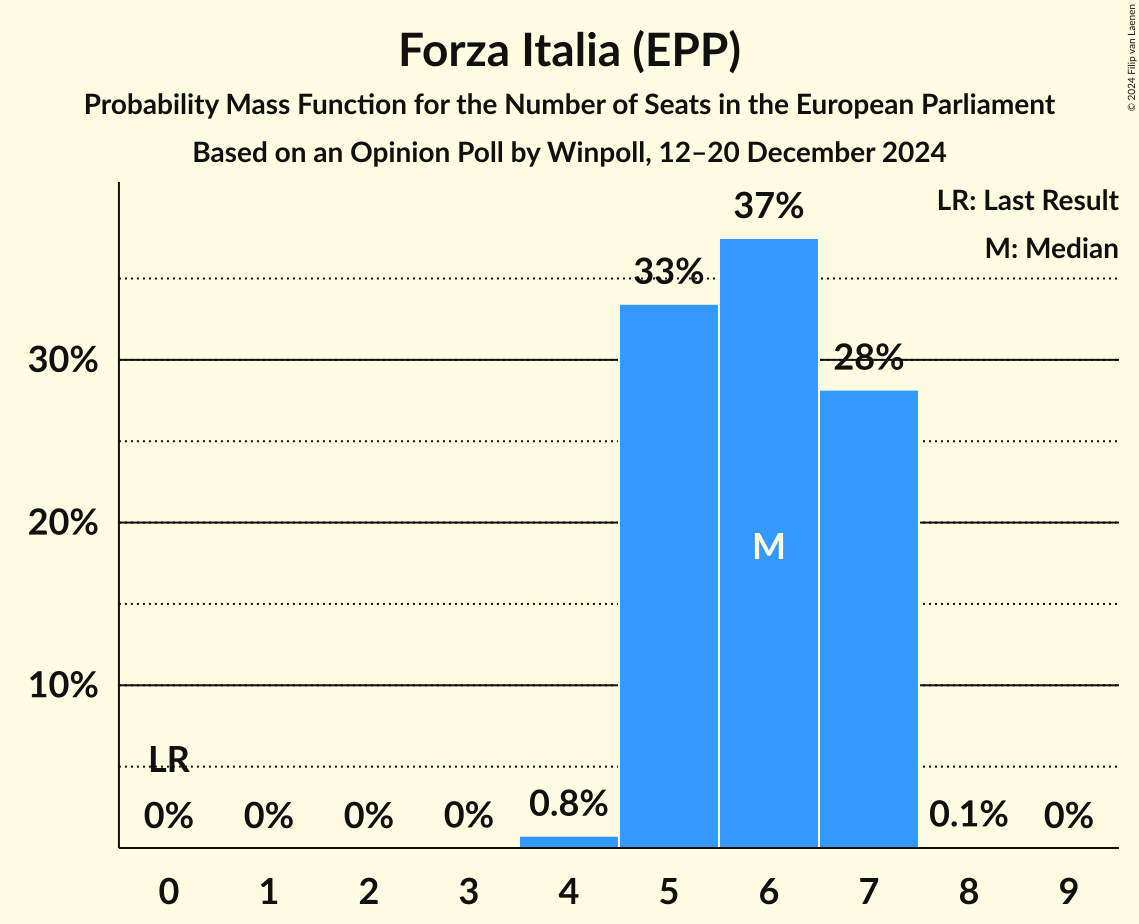 Forza Italia (EPP)
Probability Mass Function for the Number of Seats in the European Parliament
Based on an Opinion Poll by Winpoll, 12–20 December 2024
© 2024 Filip van Laenen
LR: Last Result
M: Median
37%
33%
28%
30%
20%
10%
M
LR
0%
0%
0%
0%
0.8%
0.1%
0%
0 1 2 3 4 5 6 7 8 9